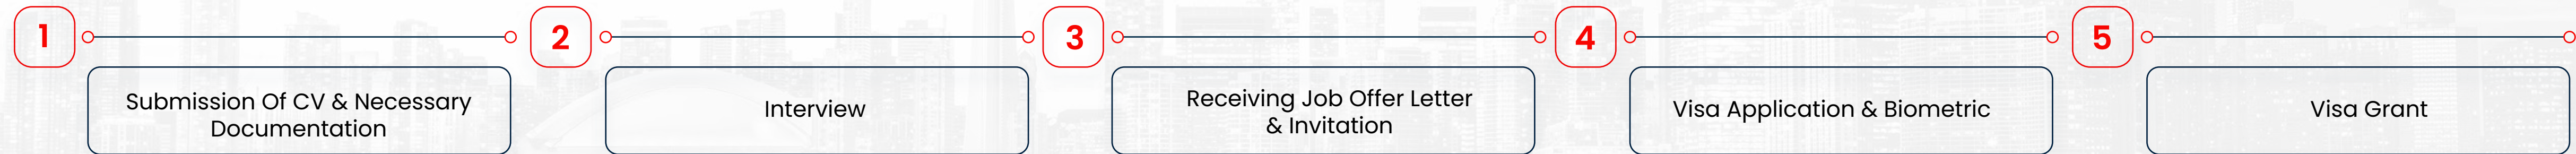 1
Submission Of CV & Necessary
Documentation
2
Interview
3
Receiving Job Offer Letter
& Invitation
4
Visa Application & Biometric
5
Visa Grant